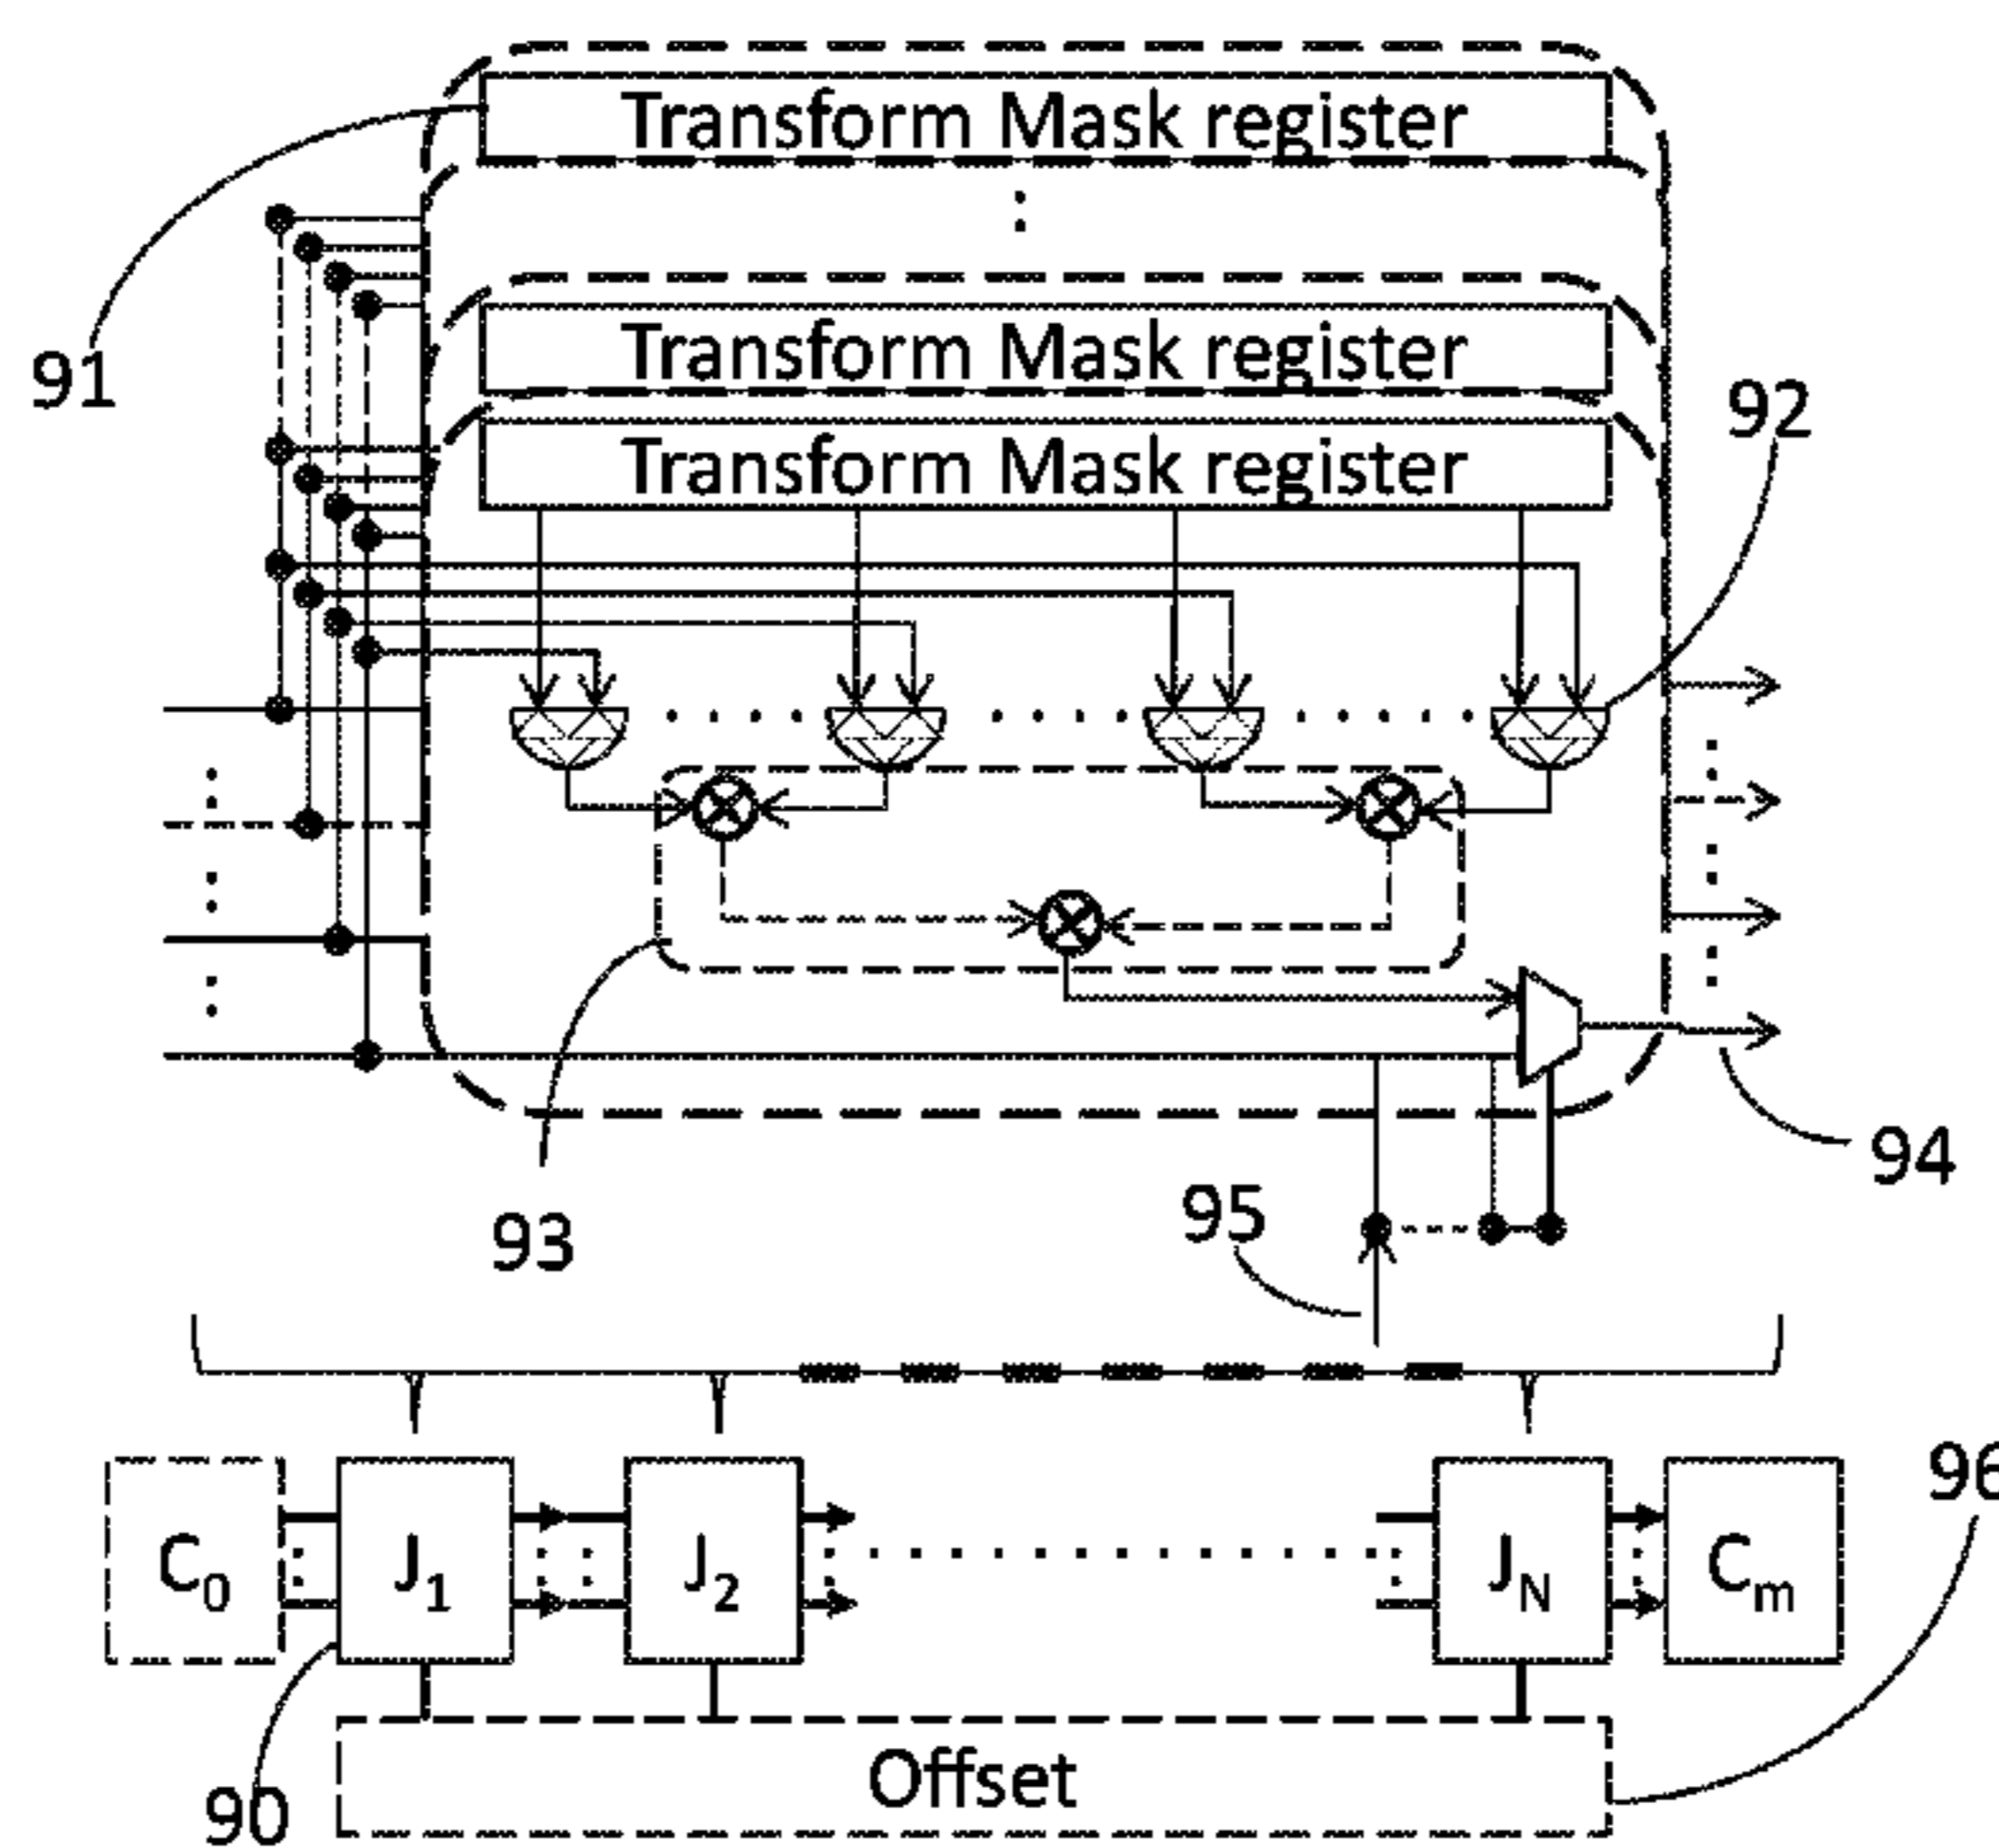 Transform Mask register
91
Transform Mask register
92
Transform Mask register
94
95
93
96
C0 J1 J2 JN Cm
Offset
90